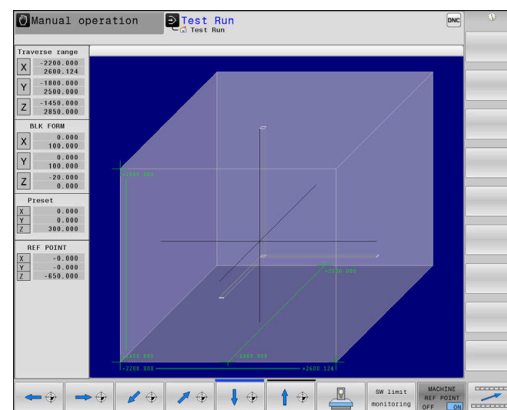 Manual operation
Test Run
Test Run
DNC
Traverse range
X -2200.000
2600.124
Y -1800.000
2500.000
Z -1450.000
2850.000
BLK FORM
X 0.000
100.000
Y 0.000
100.000
Z -20.000
0.000
Preset
X 0.000
Y 0.000
Z 300.000
REF POINT
X -0.000
Y -0.000
Z -650.000
-2200.000
+2600.124
SW limit
monitoring
MACHINE
REF POINT
OFF ON